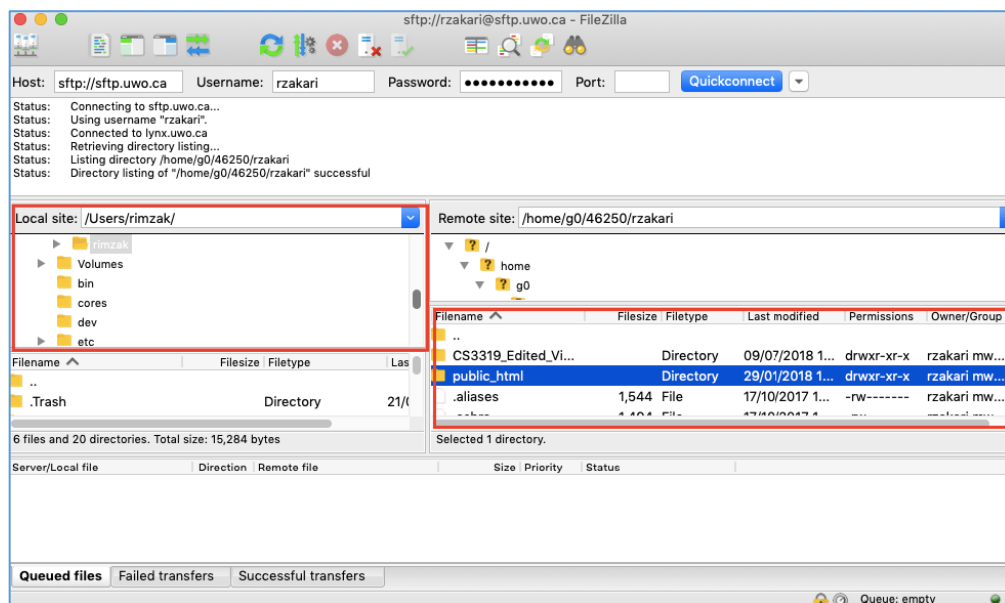 sftp://rzakari@sftp.uwo.ca - FileZilla
Host: sftp://sftp.uwo.ca Username: rzakari Password: ●●●●●●●●●●● Port: Quickconnect
Status: Connecting to sftp.uwo.ca...
Status: Using username "rzakari".
Status: Connected to lynx.uwo.ca
Status: Retrieving directory listing...
Status: Listing directory /home/g0/46250/rzakari
Status: Directory listing of "/home/g0/46250/rzakari" successful
Local site: /Users/rimzak/
rimzak
Volumes
bin
cores
dev
etc
Filename Filesize Filetype Las
..
.Trash Directory 21/0
6 files and 20 directories. Total size: 15,284 bytes
Remote site: /home/g0/46250/rzakari
? /
? home
? g0
Filename Filesize Filetype Last modified Permissions Owner/Group
..
CS3319_Edited_Vi... Directory 09/07/2018 1... drwxr-xr-x rzakari mw...
public_html Directory 29/01/2018 1... drwxr-xr-x rzakari mw...
.aliases 1,544 File 17/10/2017 1... -rw------- rzakari mw...
Selected 1 directory.
Server/Local file Direction Remote file Size Priority Status
Queued files Failed transfers Successful transfers
Queue: empty